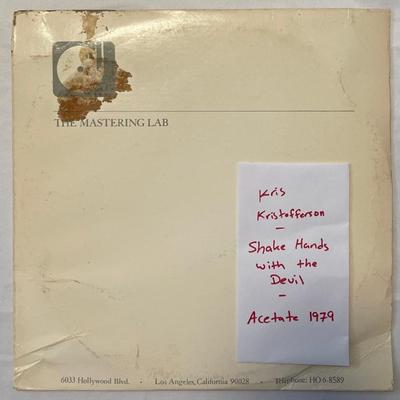 THE MASTERING LAB
Kris
Kristofferson
–
Shake Hands
with the
Devil
–
Acetate 1979
6033 Hollywood Blvd. · Los Angeles, California 90028 · Telephone: HO 6-8589